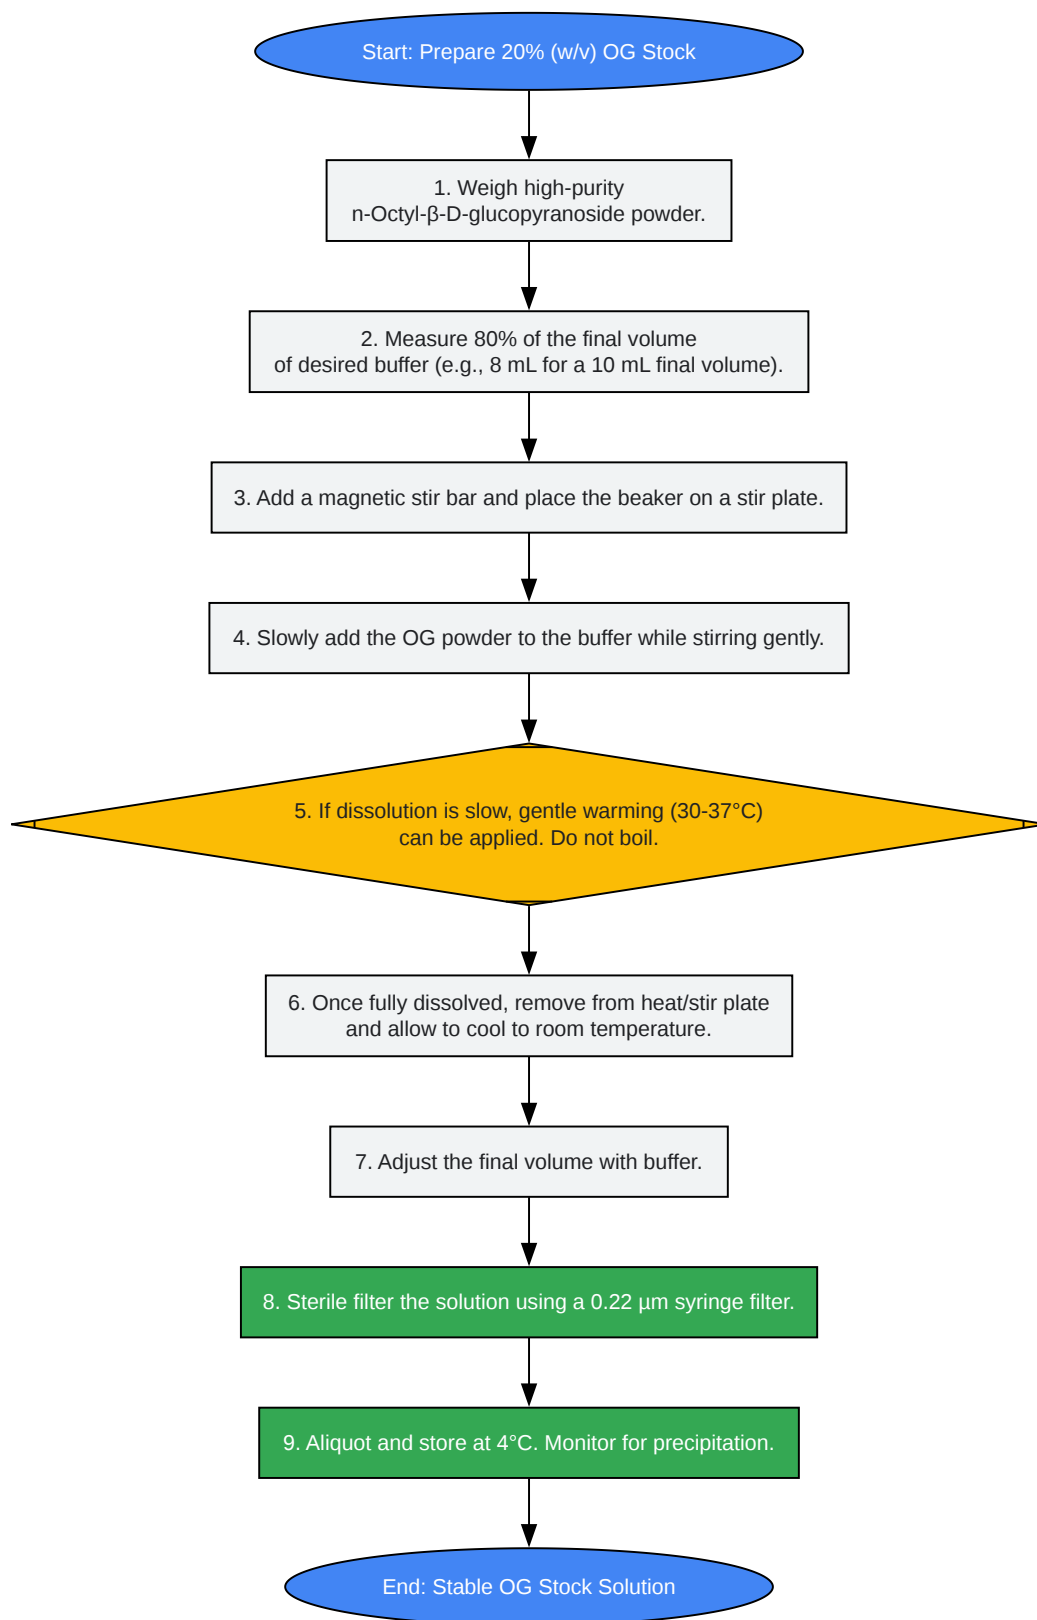 Start: Prepare 20% (w/v) OG Stock
1. Weigh high-purity
n-Octyl-β-D-glucopyranoside powder.
2. Measure 80% of the final volume
of desired buffer (e.g., 8 mL for a 10 mL final volume).
3. Add a magnetic stir bar and place the beaker on a stir plate.
4. Slowly add the OG powder to the buffer while stirring gently.
5. If dissolution is slow, gentle warming (30-37°C)
can be applied. Do not boil.
6. Once fully dissolved, remove from heat/stir plate
and allow to cool to room temperature.
7. Adjust the final volume with buffer.
8. Sterile filter the solution using a 0.22 µm syringe filter.
9. Aliquot and store at 4°C. Monitor for precipitation.
End: Stable OG Stock Solution